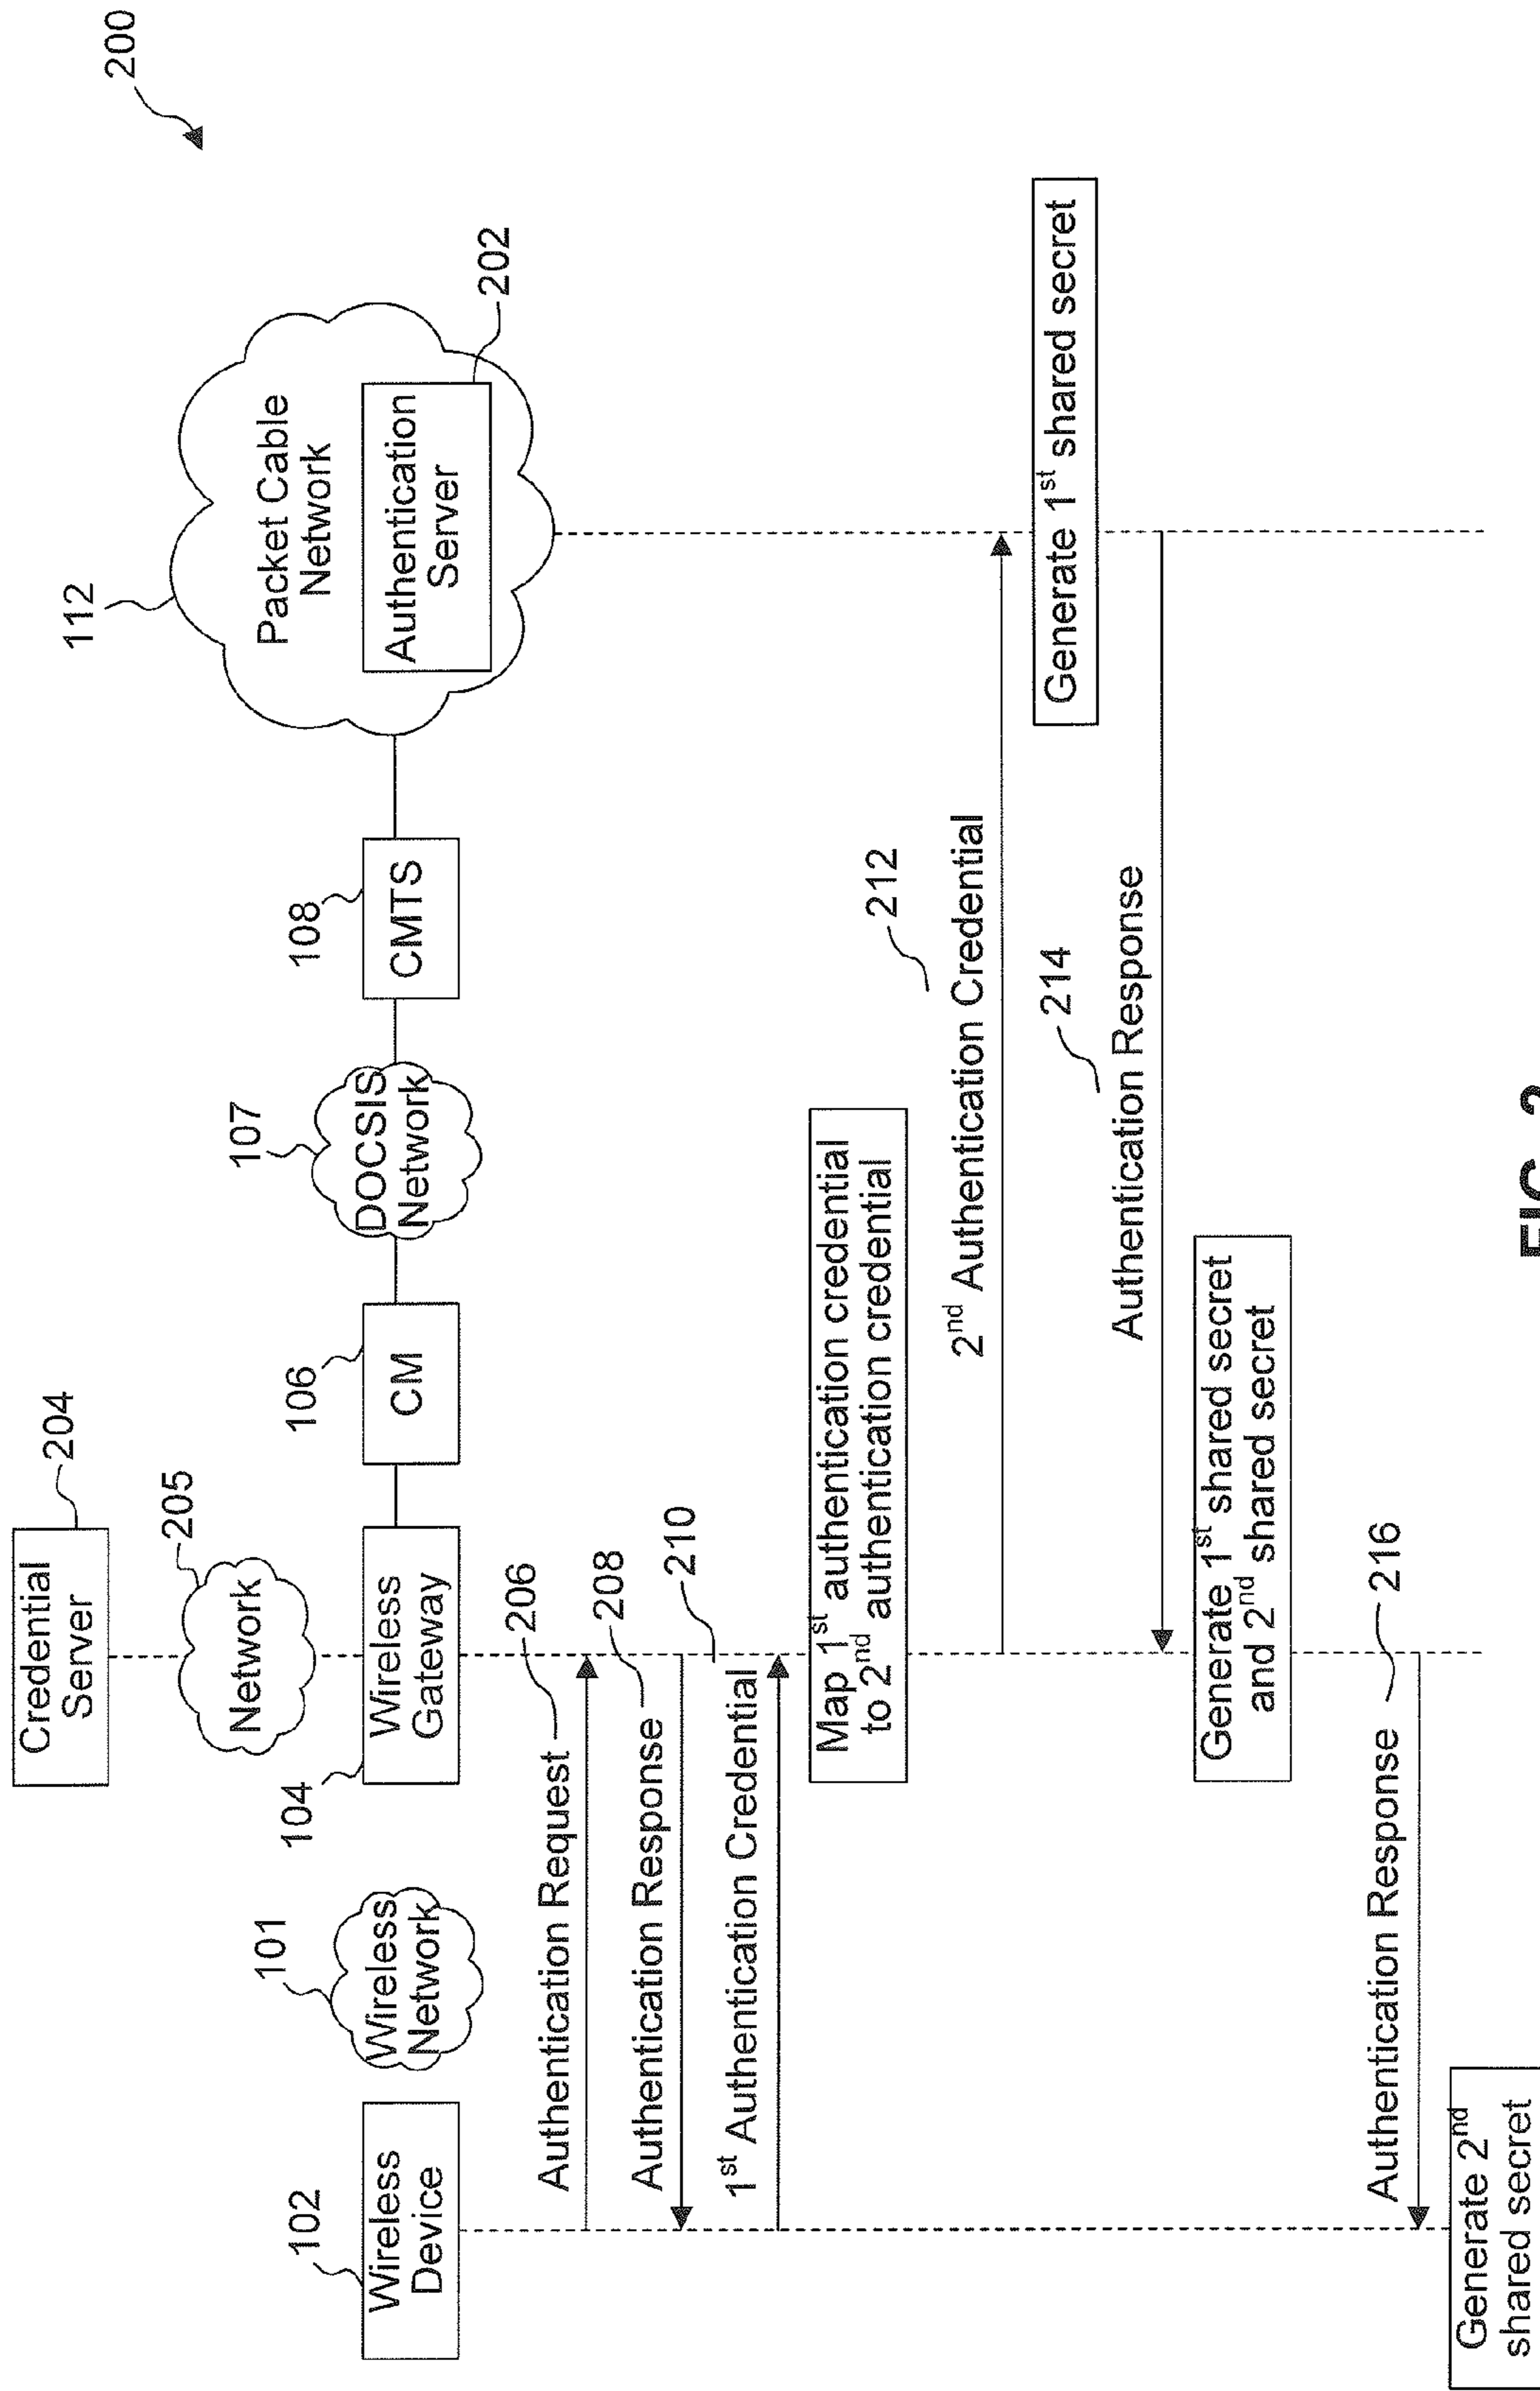 200
Credential
Server
204
Network
205
112
Packet Cable
Network
Authentication
Server
202
102
Wireless
Device
101
Wireless
Network
104
Wireless
Gateway
106
CM
107
DOCSIS
Network
108
CMTS
Authentication Request
206
Authentication Response
208
1st Authentication Credential
210
Map 1st authentication credential
to 2nd authentication credential
212
2nd Authentication Credential
Generate 1st shared secret
214
Authentication Response
Generate 1st shared secret
and 2nd shared secret
Authentication Response
216
Generate 2nd
shared secret
FIG. 2